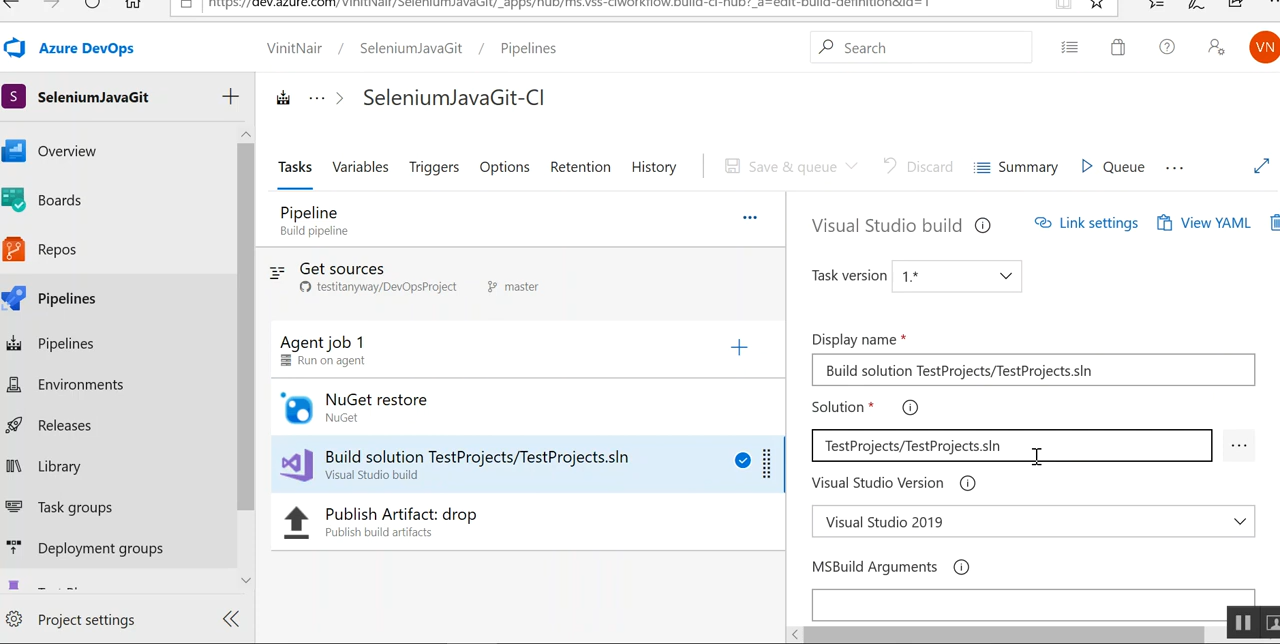 https://dev.azure.com/VinitNair/SeleniumJavaGit/_apps/hub/ms.vss-ciworkflow.build-ci-hub?_a=edit-build-definition&id=1
Azure DevOps
VinitNair / SeleniumJavaGit / Pipelines
Search
VN
S SeleniumJavaGit
... > SeleniumJavaGit-CI
Overview
Boards
Repos
Pipelines
Pipelines
Environments
Releases
Library
Task groups
Deployment groups
Project settings
Tasks Variables Triggers Options Retention History Save & queue Discard Summary Queue ...
Pipeline
Build pipeline
Get sources
testitanyway/DevOpsProject master
Agent job 1
Run on agent
NuGet restore
NuGet
Build solution TestProjects/TestProjects.sln
Visual Studio build
Publish Artifact: drop
Publish build artifacts
Visual Studio build Link settings View YAML
Task version 1.*
Display name *
Build solution TestProjects/TestProjects.sln
Solution *
TestProjects/TestProjects.sln
Visual Studio Version
Visual Studio 2019
MSBuild Arguments